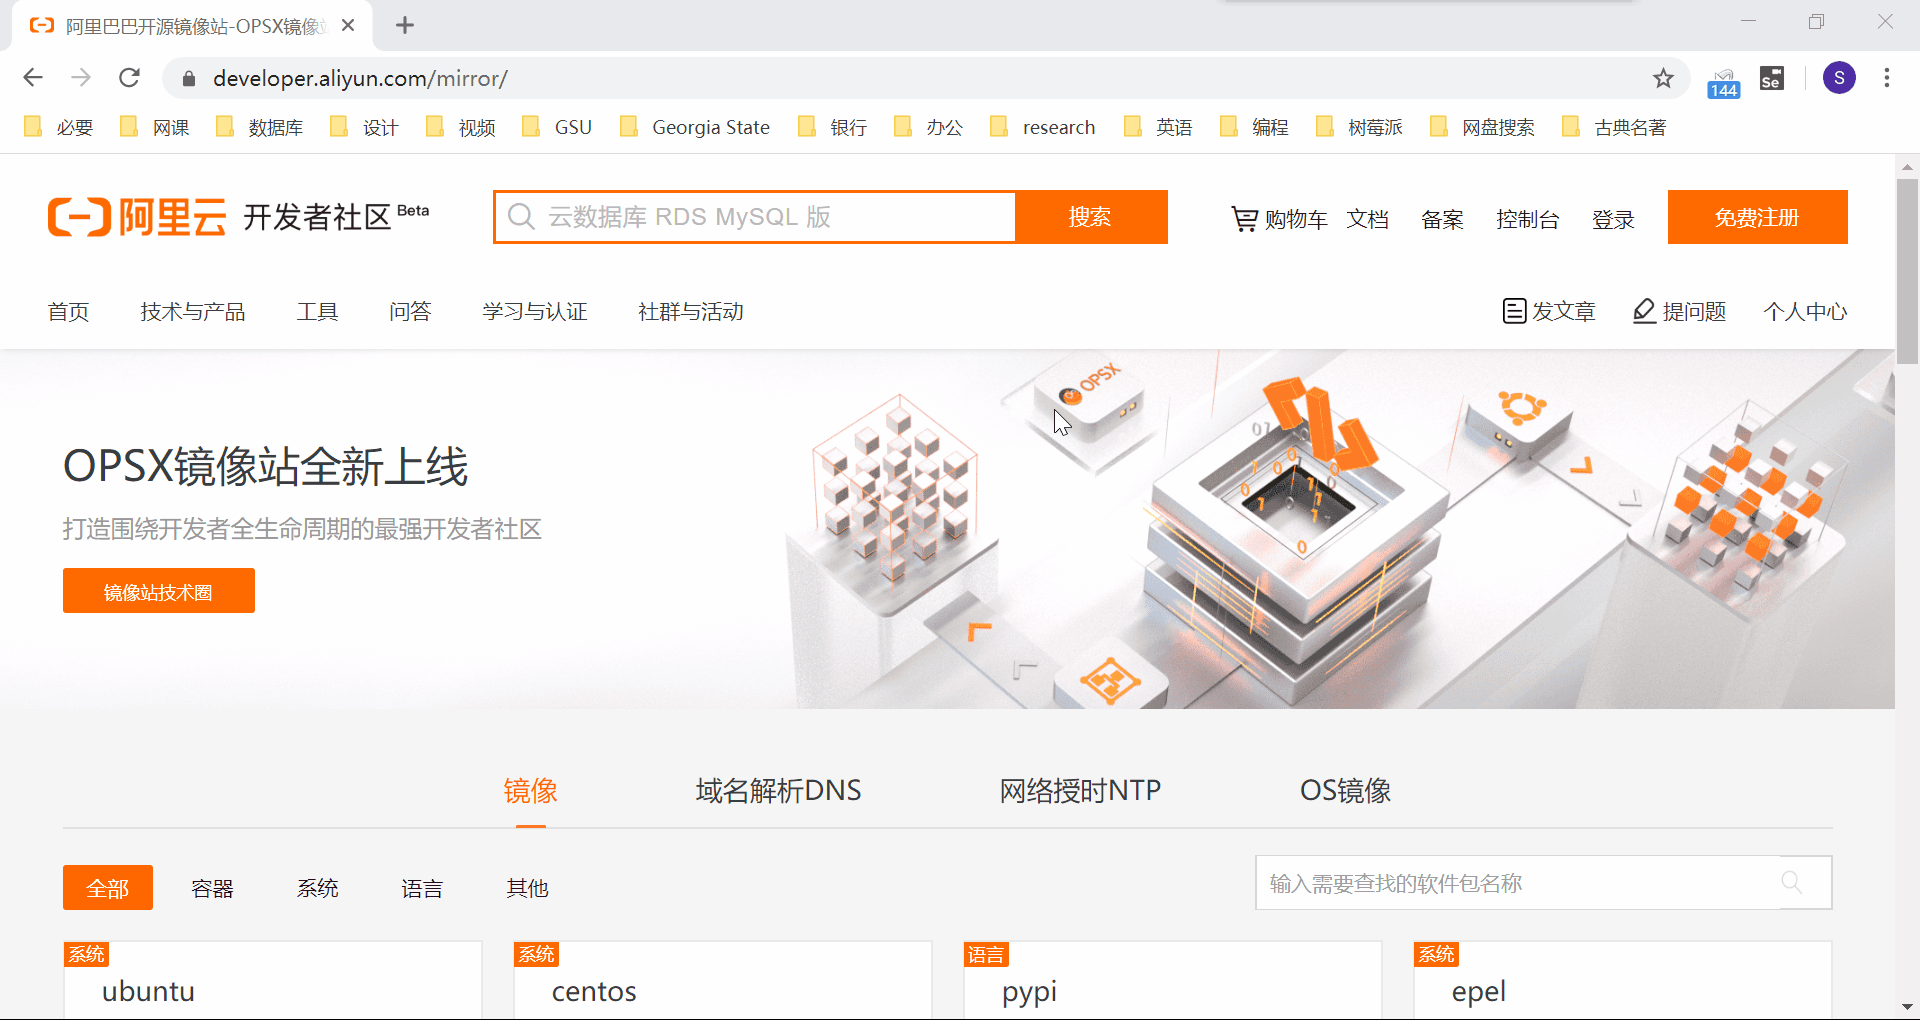 阿里巴巴开源镜像站-OPSX镜像
developer.aliyun.com/mirror/
144
Se
S
必要 网课 数据库 设计 视频 GSU Georgia State 银行 办公 research 英语 编程 树莓派 网盘搜索 古典名著
阿里云 开发者社区 Beta
云数据库 RDS MySQL 版 搜索
购物车 文档 备案 控制台 登录 免费注册
首页 技术与产品 工具 问答 学习与认证 社群与活动 发文章 提问题 个人中心
OPSX
OPSX镜像站全新上线
打造围绕开发者全生命周期的最强开发者社区
镜像站技术圈
镜像 域名解析DNS 网络授时NTP OS镜像
全部 容器 系统 语言 其他 输入需要查找的软件包名称
系统 系统 语言 系统
ubuntu centos pypi epel